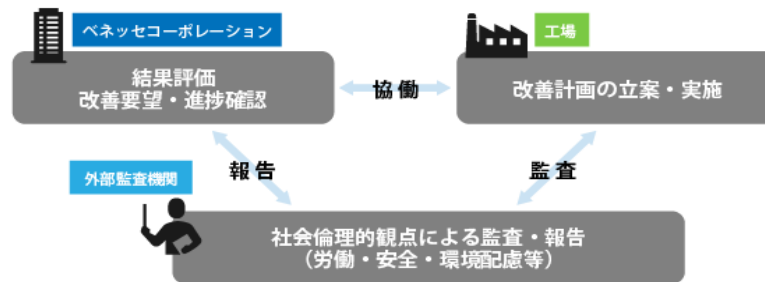 ベネッセコーポレーション
結果評価
改善要望・進捗確認
協働
工場
改善計画の立案・実施
報告
監査
外部監査機関
社会倫理的観点による監査・報告
（労働・安全・環境配慮等）